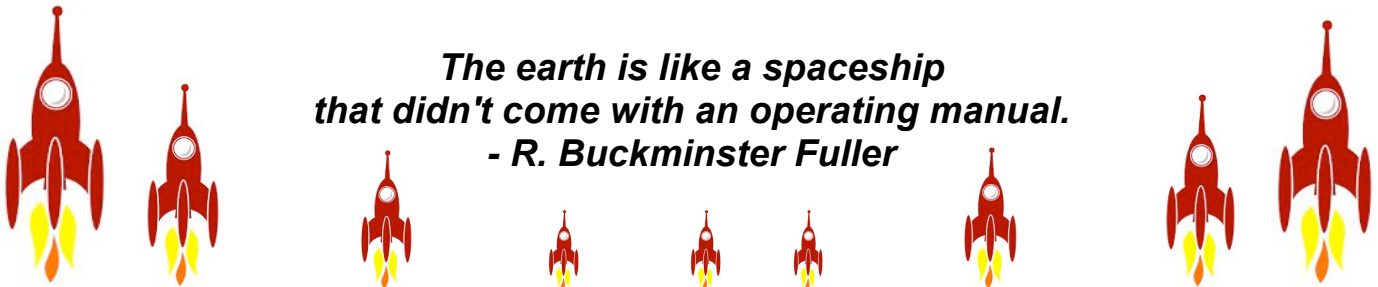 The earth is like a spaceship
that didn't come with an operating manual.
- R. Buckminster Fuller